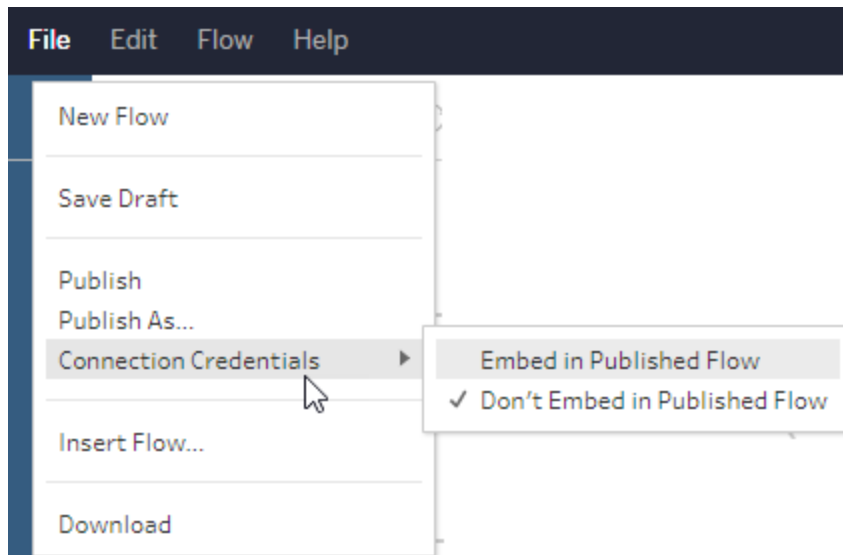 File Edit Flow Help
New Flow
Save Draft
Publish
Publish As...
Connection Credentials
Embed in Published Flow
Don't Embed in Published Flow
Insert Flow...
Download